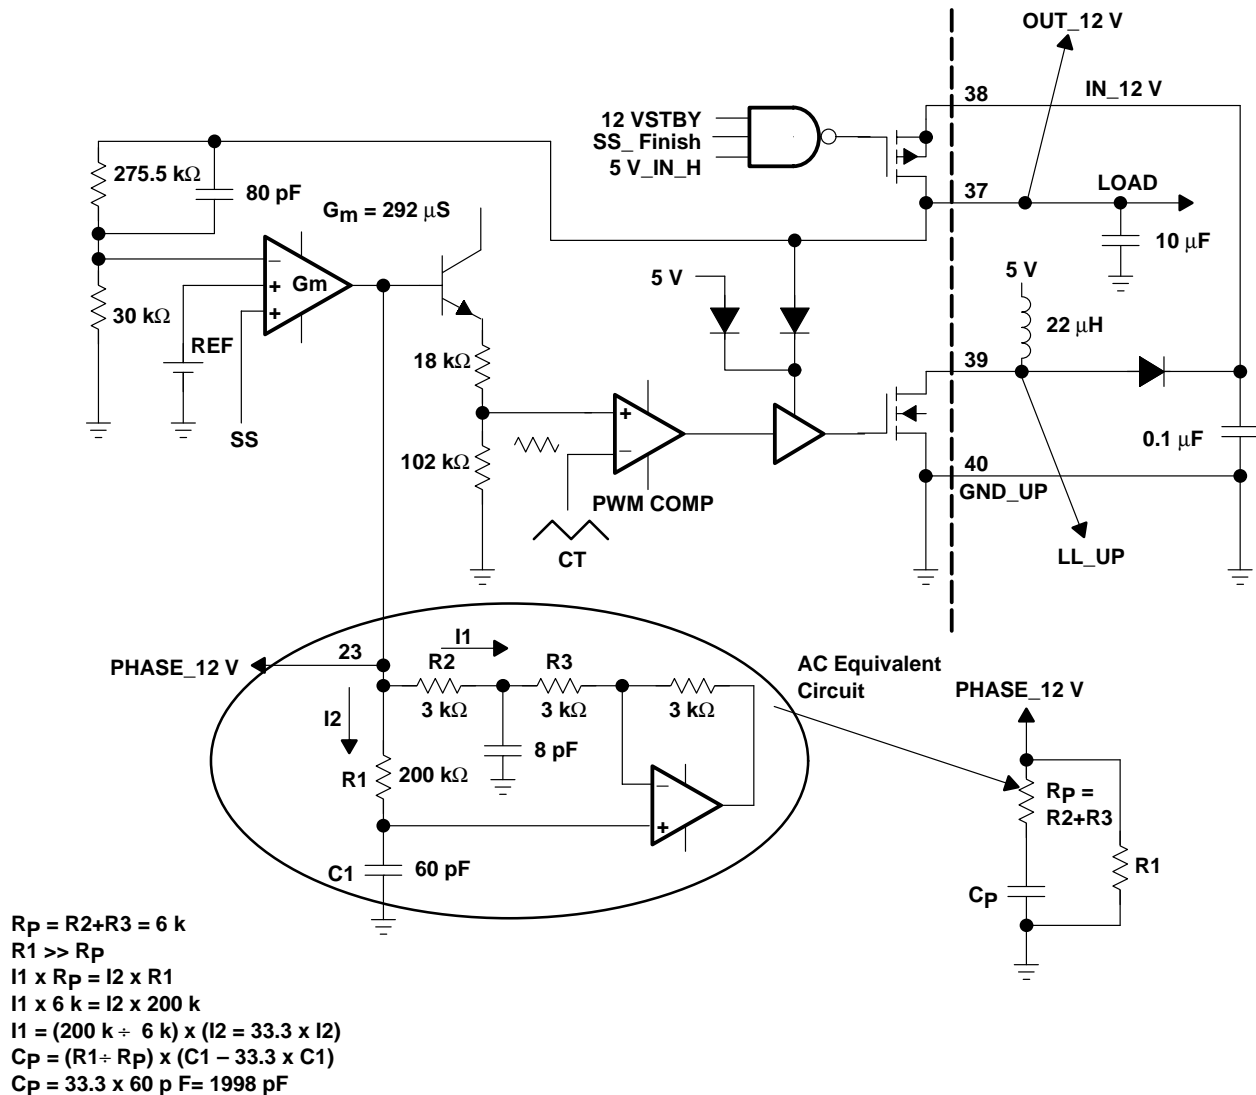 OUT_12 V
38
IN_12 V
12 VSTBY
SS_ Finish
5 V_IN_H
275.5 kΩ
80 pF
Gm = 292 μS
37
LOAD
10 μF
−
+
+
Gm
5 V
5 V
22 μH
30 kΩ
REF
18 kΩ
39
SS
+
−
102 kΩ
0.1 μF
40
GND_UP
PWM COMP
CT
LL_UP
I1
PHASE_12 V
23
R2
R3
AC Equivalent
Circuit
PHASE_12 V
3 kΩ
3 kΩ
3 kΩ
I2
8 pF
R1
200 kΩ
−
+
RP =
R2+R3
R1
C1
60 pF
CP
RP = R2+R3 = 6 k
R1 >> RP
I1 x RP = I2 x R1
I1 x 6 k = I2 x 200 k
I1 = (200 k ÷ 6 k) x (I2 = 33.3 x I2)
CP = (R1÷ RP) x (C1 – 33.3 x C1)
CP = 33.3 x 60 p F= 1998 pF